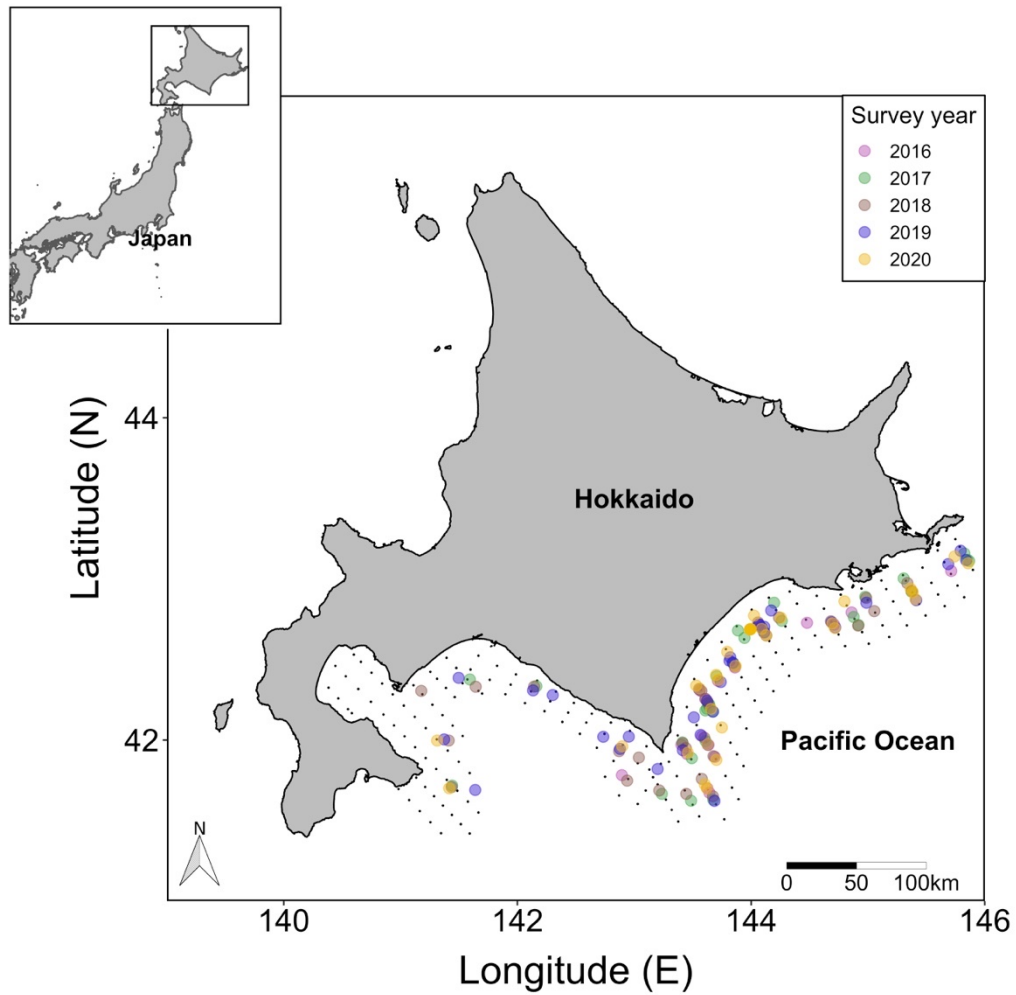 Japan
Survey year
2016
2017
2018
2019
2020
Latitude (N)
44
42
Hokkaido
Pacific Ocean
N
0 50 100km
140 142 144 146
Longitude (E)